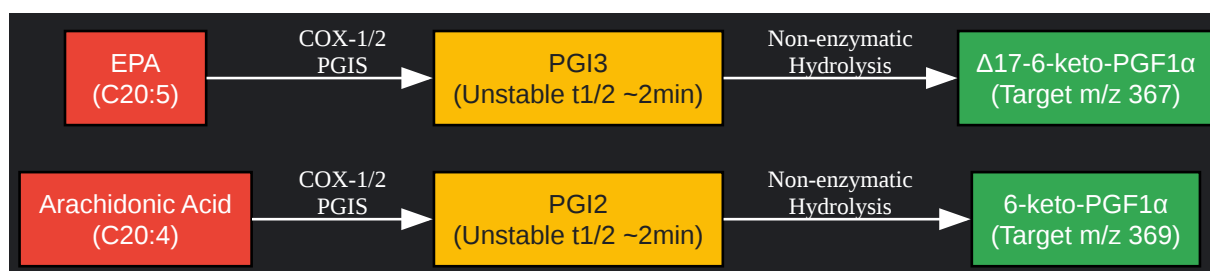 EPA
(C20:5)
COX-1/2
PGIS
PGI3
(Unstable t1/2 ~2min)
Non-enzymatic
Hydrolysis
Δ17-6-keto-PGF1α
(Target m/z 367)
Arachidonic Acid
(C20:4)
COX-1/2
PGIS
PGI2
(Unstable t1/2 ~2min)
Non-enzymatic
Hydrolysis
6-keto-PGF1α
(Target m/z 369)